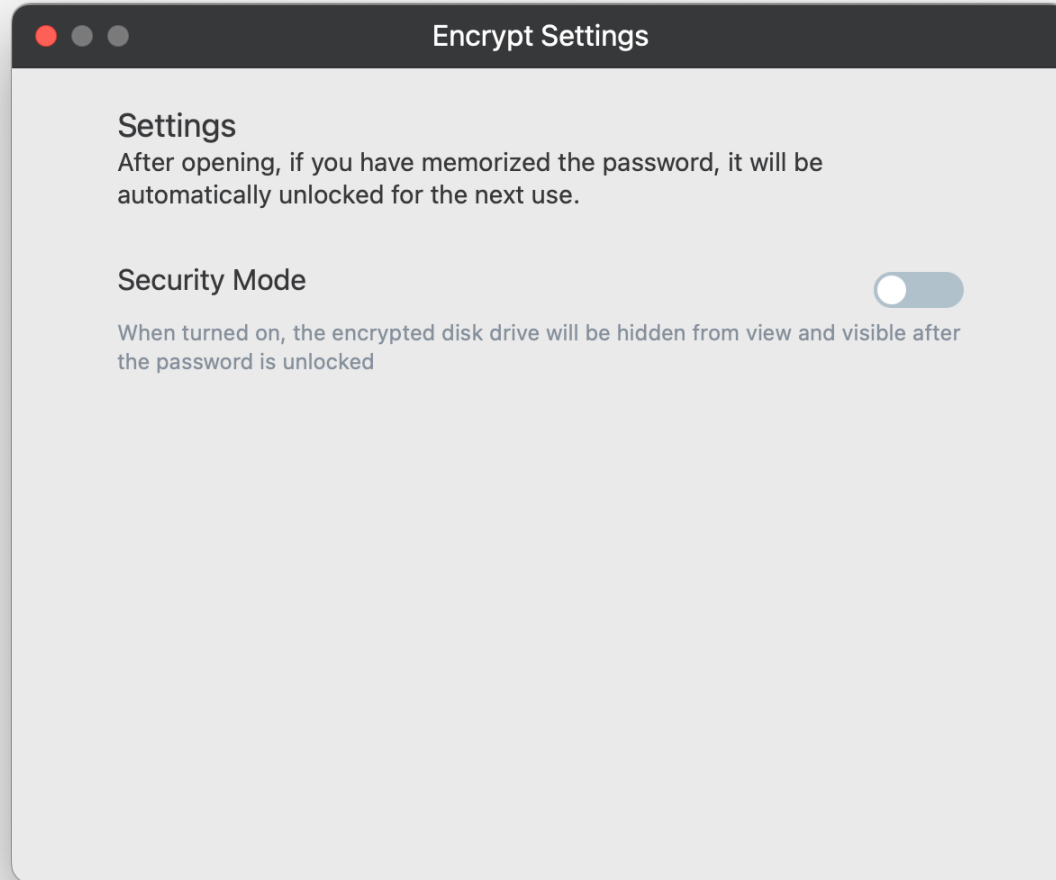 Encrypt Settings
Settings
After opening, if you have memorized the password, it will be
automatically unlocked for the next use.
Security Mode
When turned on, the encrypted disk drive will be hidden from view and visible after
the password is unlocked